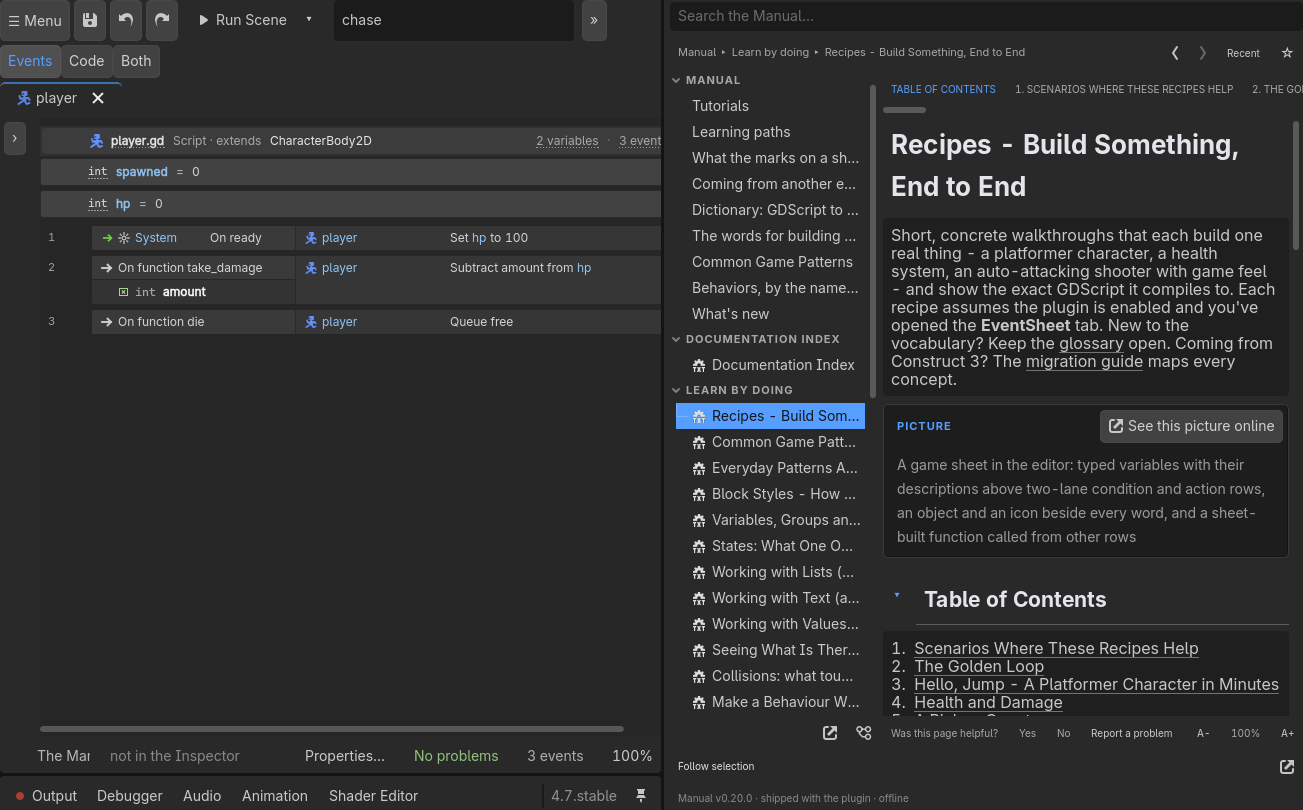 ☰ Menu
Run Scene
chase
»
Events
Code
Both
player
player.gd Script · extends CharacterBody2D 2 variables · 3 event
int spawned = 0
int hp = 0
1 System On ready player Set hp to 100
2 On function take_damage player Subtract amount from hp
int amount
3 On function die player Queue free
The Mar not in the Inspector Properties... No problems 3 events 100%
Output Debugger Audio Animation Shader Editor 4.7.stable
Search the Manual...
Manual ▸ Learn by doing ▸ Recipes - Build Something, End to End
Recent
MANUAL
Tutorials
Learning paths
What the marks on a sh...
Coming from another e...
Dictionary: GDScript to ...
The words for building ...
Common Game Patterns
Behaviors, by the name...
What's new
DOCUMENTATION INDEX
Documentation Index
LEARN BY DOING
Recipes - Build Som...
Common Game Patt...
Everyday Patterns A...
Block Styles - How ...
Variables, Groups an...
States: What One O...
Working with Lists (...
Working with Text (a...
Working with Values...
Seeing What Is Ther...
Collisions: what tou...
Make a Behaviour W...
TABLE OF CONTENTS 1. SCENARIOS WHERE THESE RECIPES HELP 2. THE GOL
Recipes - Build Something,
End to End
Short, concrete walkthroughs that each build one
real thing - a platformer character, a health
system, an auto-attacking shooter with game feel
- and show the exact GDScript it compiles to. Each
recipe assumes the plugin is enabled and you've
opened the EventSheet tab. New to the
vocabulary? Keep the glossary open. Coming from
Construct 3? The migration guide maps every
concept.
PICTURE
See this picture online
A game sheet in the editor: typed variables with their
descriptions above two-lane condition and action rows,
an object and an icon beside every word, and a sheet-
built function called from other rows
Table of Contents
1. Scenarios Where These Recipes Help
2. The Golden Loop
3. Hello, Jump - A Platformer Character in Minutes
4. Health and Damage
Was this page helpful? Yes No Report a problem A- 100% A+
Follow selection
Manual v0.20.0 · shipped with the plugin · offline